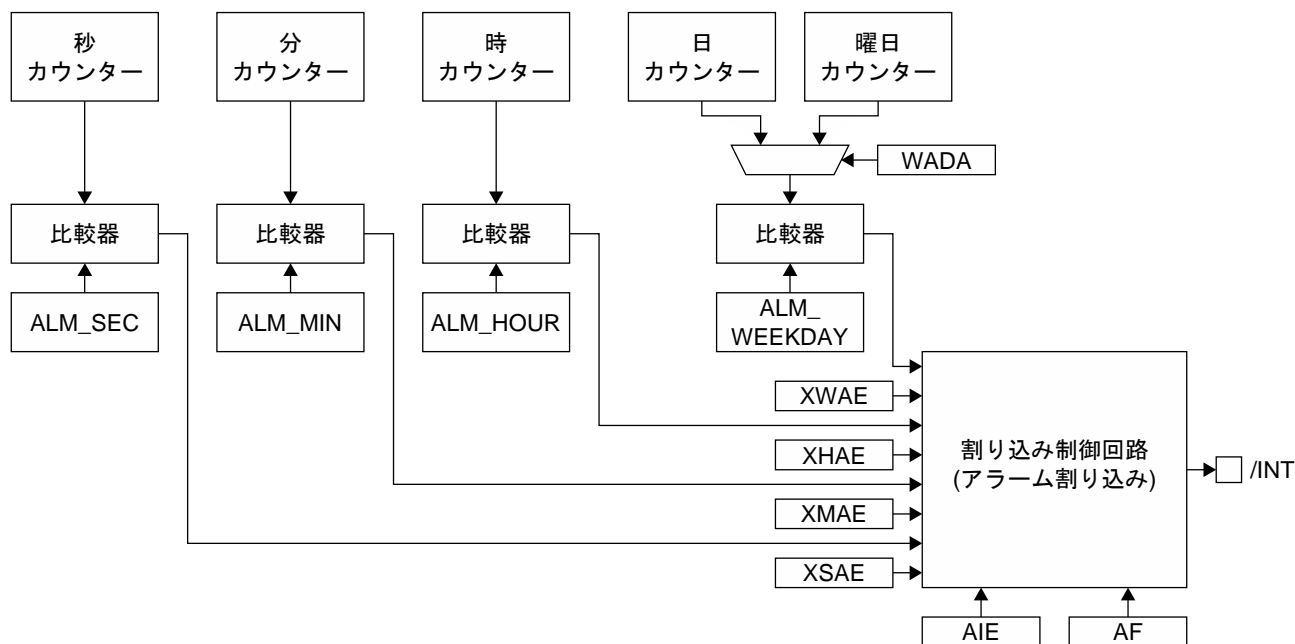 秒
カウンター
分
カウンター
時
カウンター
日
カウンター
曜日
カウンター
WADA
比較器
比較器
比較器
比較器
ALM_SEC
ALM_MIN
ALM_HOUR
ALM_
WEEKDAY
XWAE
XHAE
XMAE
XSAE
割り込み制御回路
(アラーム割り込み)
/INT
AIE
AF